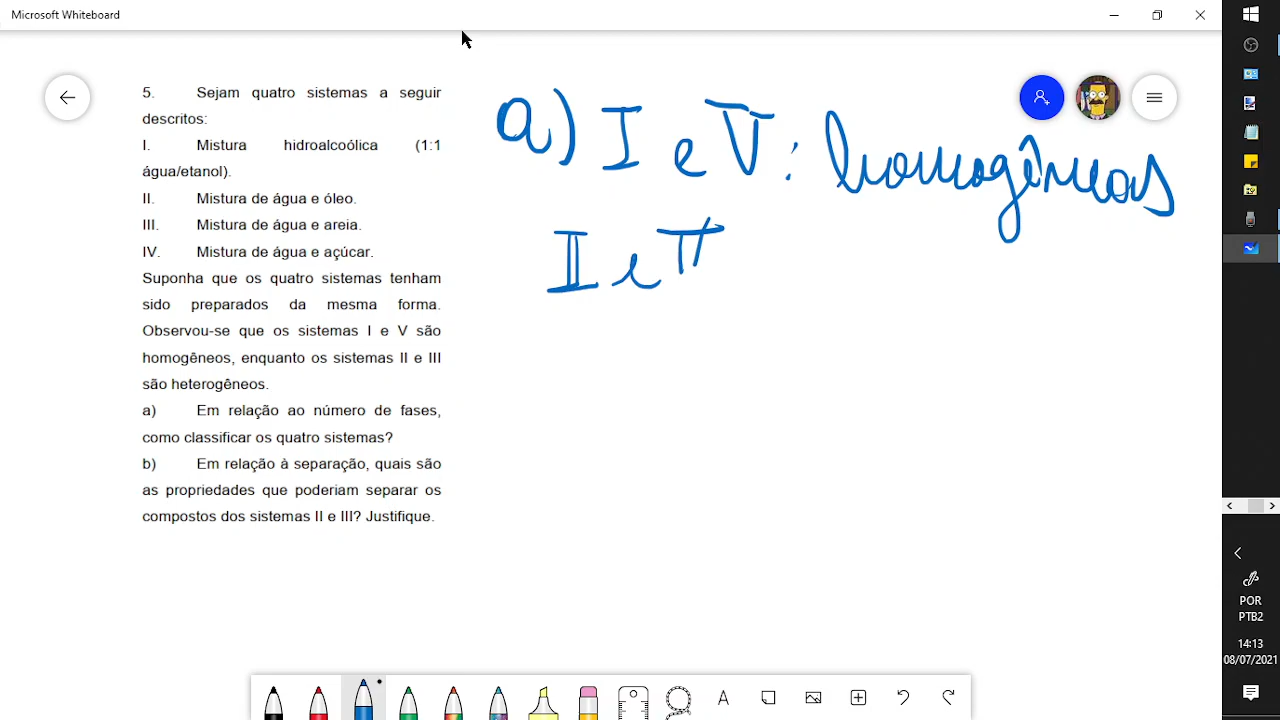 Microsoft Whiteboard
5. Sejam quatro sistemas a seguir
descritos:
I. Mistura hidroalcoólica (1:1
água/etanol).
II. Mistura de água e óleo.
III. Mistura de água e areia.
IV. Mistura de água e açúcar.
Suponha que os quatro sistemas tenham
sido preparados da mesma forma.
Observou-se que os sistemas I e V são
homogêneos, enquanto os sistemas II e III
são heterogêneos.
a) Em relação ao número de fases,
como classificar os quatro sistemas?
b) Em relação à separação, quais são
as propriedades que poderiam separar os
compostos dos sistemas II e III? Justifique.
a) I e V: homogêneos
II e
A
POR
PTB2
14:13
08/07/2021